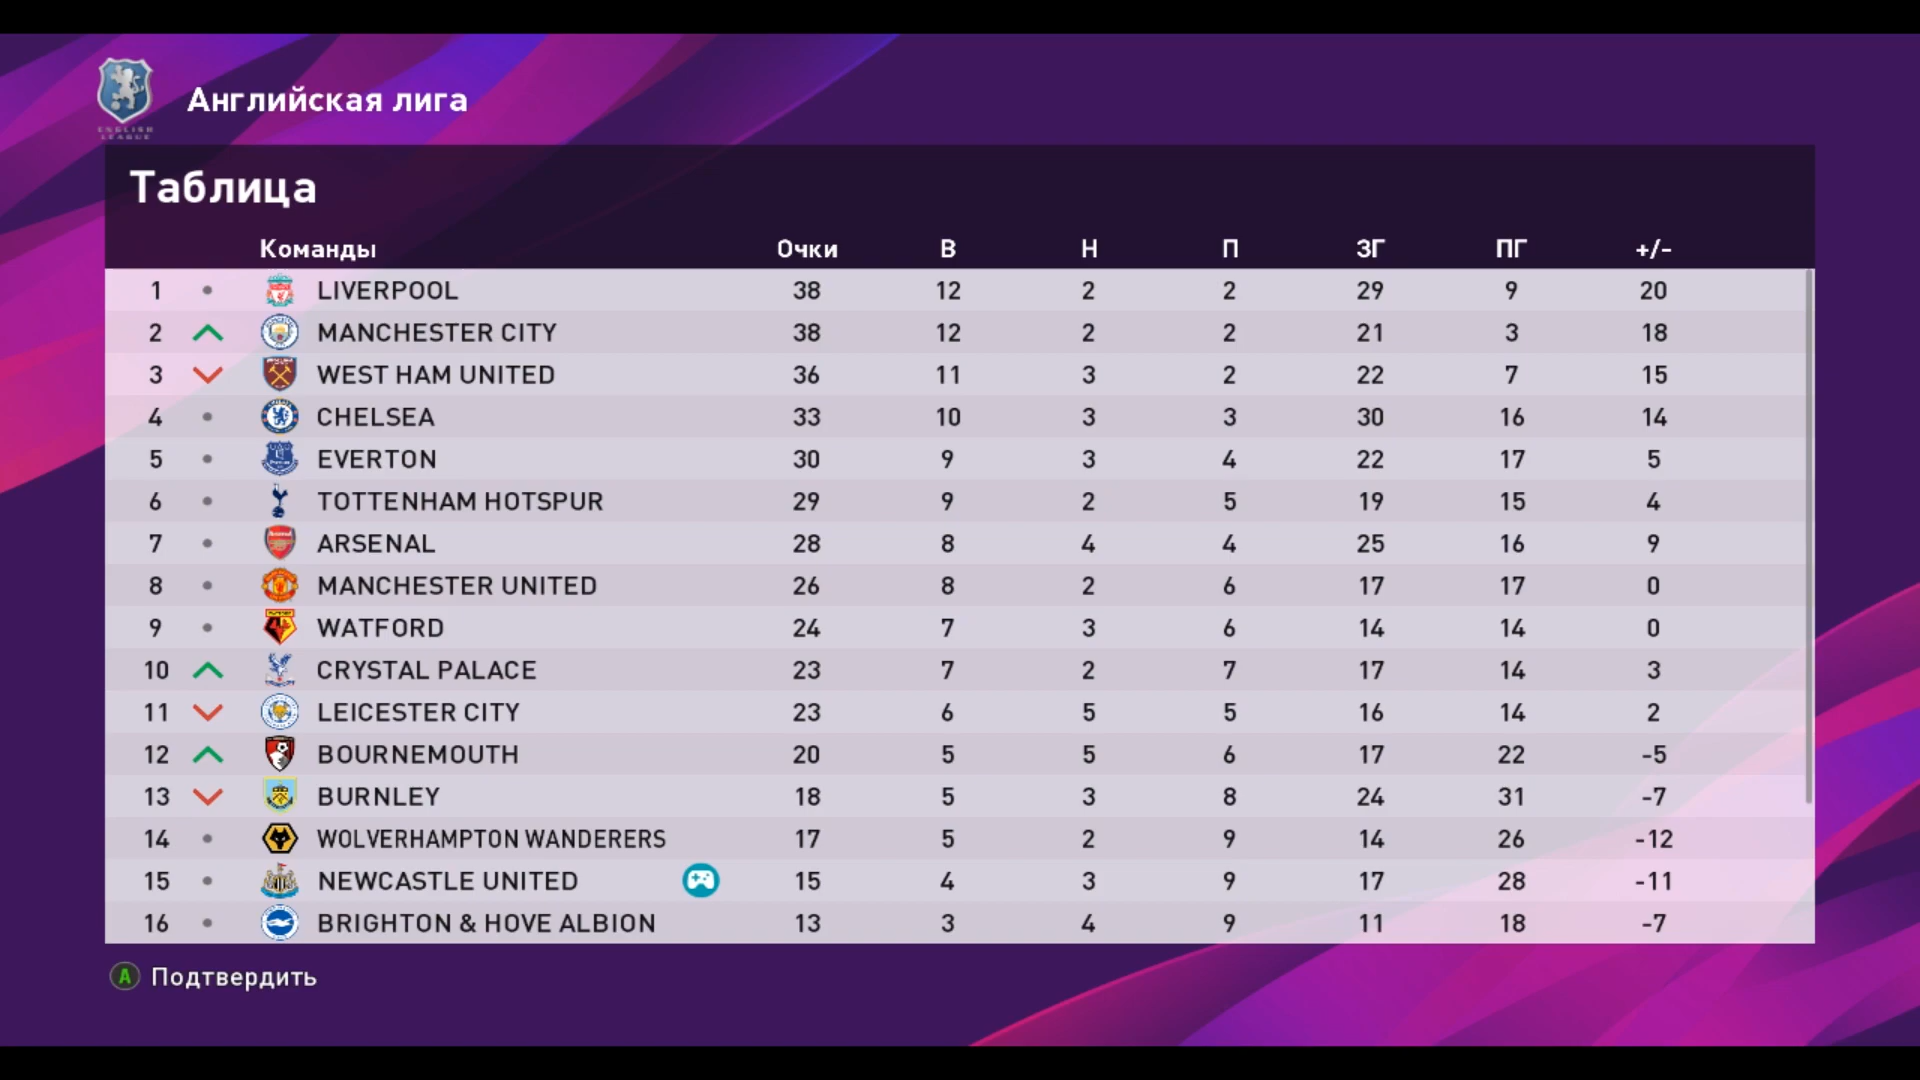 Английская лига
ENGLISH
LEAGUE
Таблица
Команды Очки В Н П ЗГ ПГ +/-
1 LIVERPOOL 38 12 2 2 29 9 20
2 MANCHESTER CITY 38 12 2 2 21 3 18
3 WEST HAM UNITED 36 11 3 2 22 7 15
4 CHELSEA 33 10 3 3 30 16 14
5 EVERTON 30 9 3 4 22 17 5
6 TOTTENHAM HOTSPUR 29 9 2 5 19 15 4
7 ARSENAL 28 8 4 4 25 16 9
8 MANCHESTER UNITED 26 8 2 6 17 17 0
9 WATFORD 24 7 3 6 14 14 0
10 CRYSTAL PALACE 23 7 2 7 17 14 3
11 LEICESTER CITY 23 6 5 5 16 14 2
12 BOURNEMOUTH 20 5 5 6 17 22 -5
13 BURNLEY 18 5 3 8 24 31 -7
14 WOLVERHAMPTON WANDERERS 17 5 2 9 14 26 -12
15 NEWCASTLE UNITED 15 4 3 9 17 28 -11
16 BRIGHTON & HOVE ALBION 13 3 4 9 11 18 -7
A Подтвердить